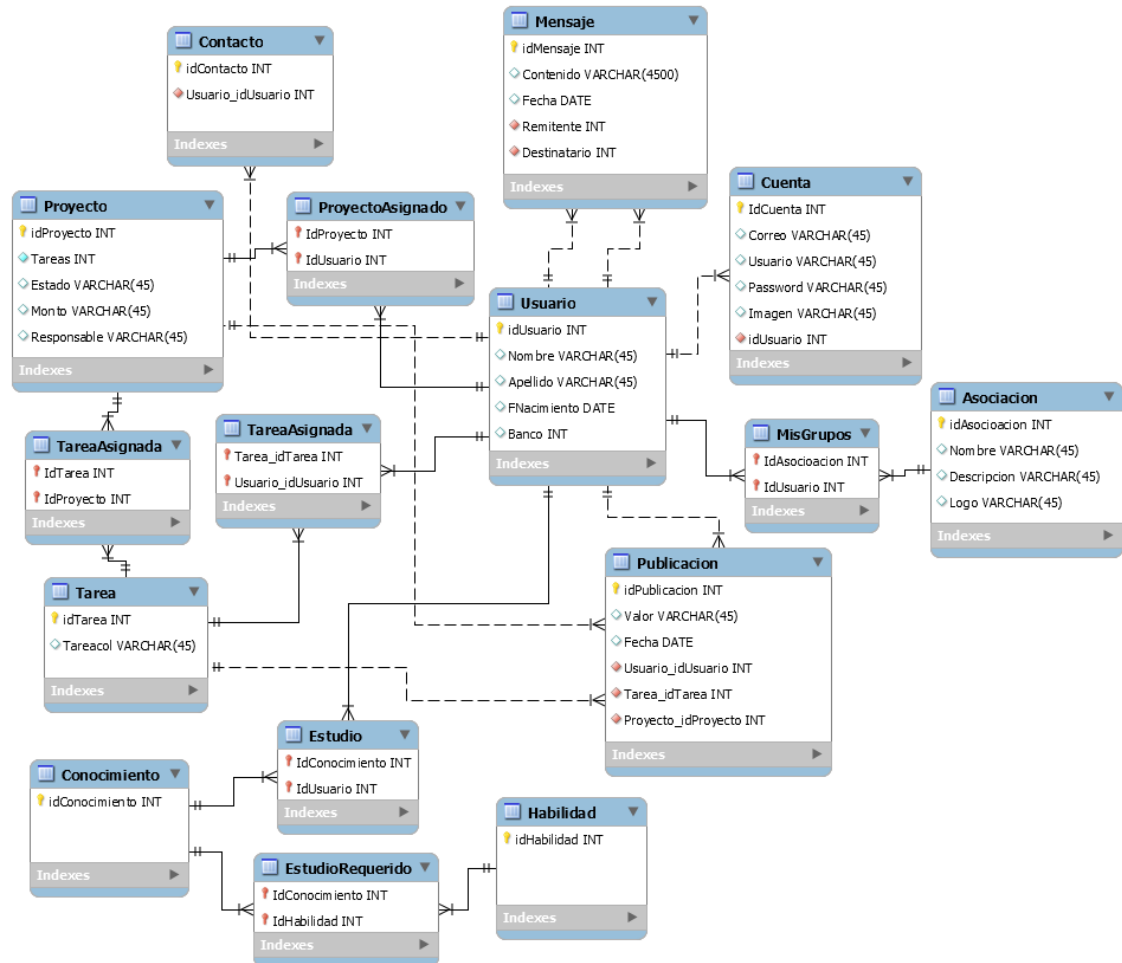 Contacto
idContacto INT
Usuario_idUsuario INT
Indexes
Mensaje
idMensaje INT
Contenido VARCHAR(4500)
Fecha DATE
Remitente INT
Destinatario INT
Indexes
Proyecto
idProyecto INT
Tareas INT
Estado VARCHAR(45)
Monto VARCHAR(45)
Responsable VARCHAR(45)
Indexes
ProyectoAsignado
IdProyecto INT
IdUsuario INT
Indexes
Cuenta
IdCuenta INT
Correo VARCHAR(45)
Usuario VARCHAR(45)
Password VARCHAR(45)
Imagen VARCHAR(45)
idUsuario INT
Indexes
Usuario
idUsuario INT
Nombre VARCHAR(45)
Apellido VARCHAR(45)
FNacimiento DATE
Banco INT
Indexes
Asociacion
idAsocioacion INT
Nombre VARCHAR(45)
Descripcion VARCHAR(45)
Logo VARCHAR(45)
Indexes
TareaAsignada
IdTarea INT
IdProyecto INT
Indexes
TareaAsignada
Tarea_idTarea INT
Usuario_idUsuario INT
Indexes
MisGrupos
IdAsocioacion INT
IdUsuario INT
Indexes
Tarea
idTarea INT
Tareacol VARCHAR(45)
Indexes
Publicacion
idPublicacion INT
Valor VARCHAR(45)
Fecha DATE
Usuario_idUsuario INT
Tarea_idTarea INT
Proyecto_idProyecto INT
Indexes
Estudio
IdConocimiento INT
IdUsuario INT
Indexes
Conocimiento
idConocimiento INT
Indexes
EstudioRequerido
IdConocimiento INT
IdHabilidad INT
Indexes
Habilidad
idHabilidad INT
Indexes